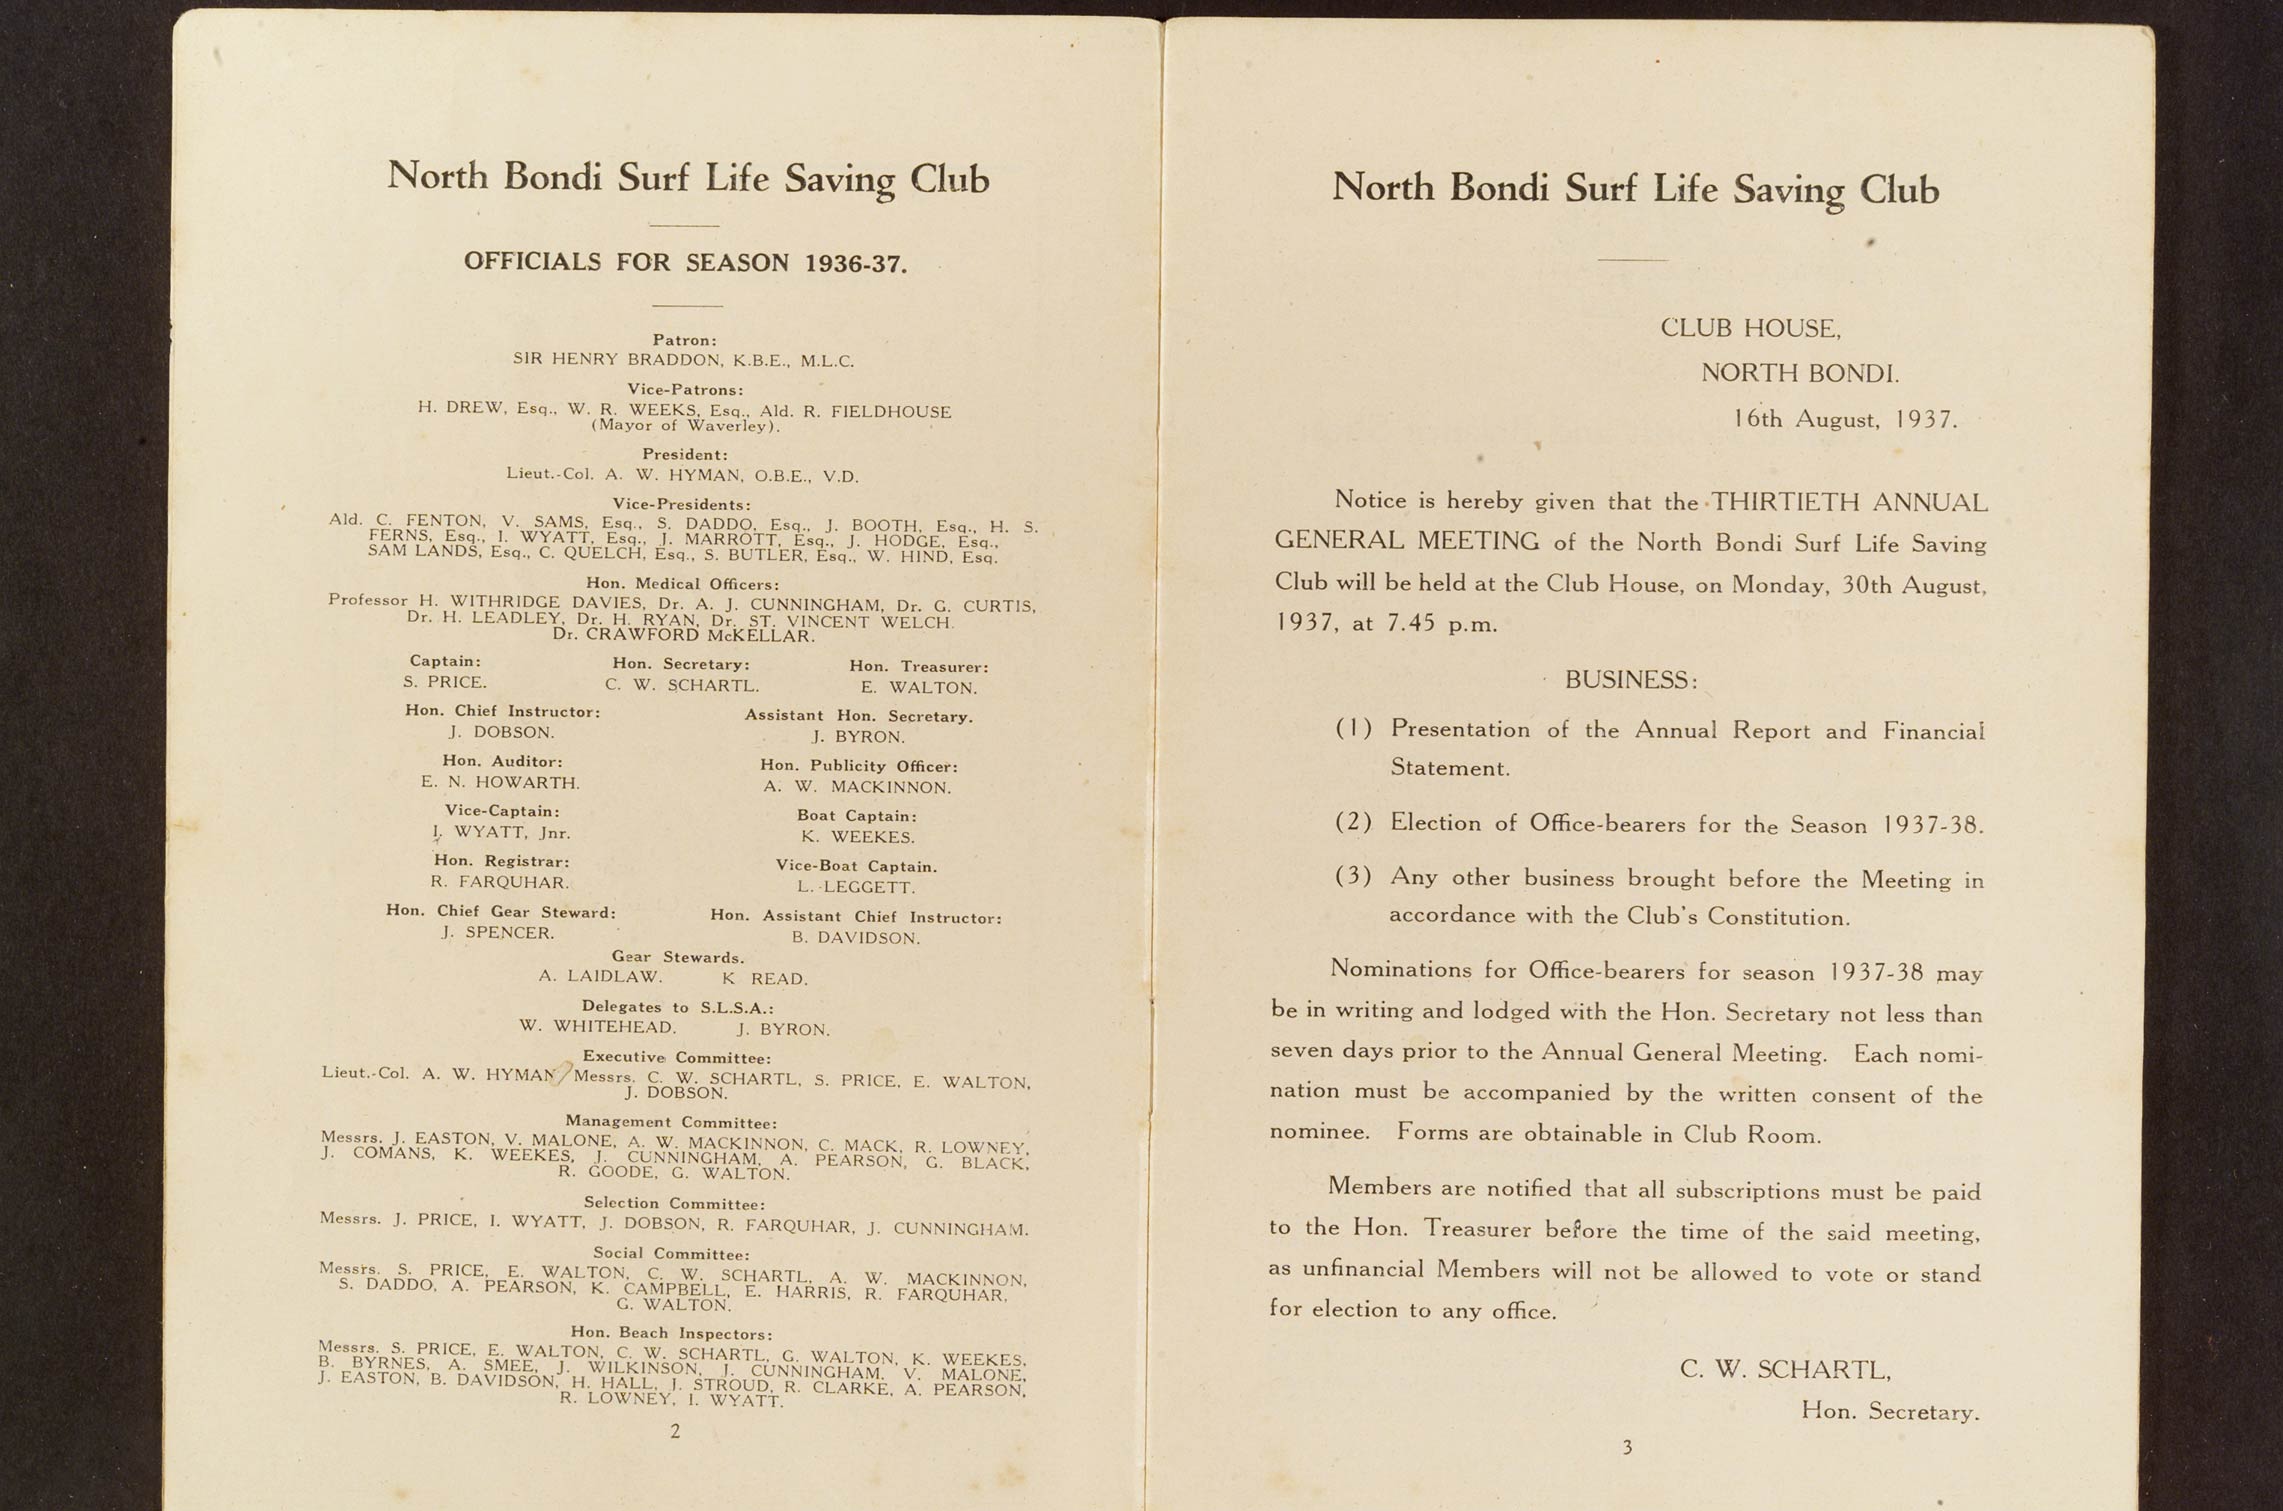 North Bondi Surf Life Saving Club
OFFICIALS FOR SEASON 1936-37.
Patron:
SIR HENRY BRADDON, K.B.E., M.L.C.
Vice-Patrons:
H. DREW, Esq., W. R. WEEKS, Esq., Ald. R. FIELDHOUSE
(Mayor of Waverley).
President:
Lieut.-Col. A. W. HYMAN, O.B.E., V.D.
Vice-Presidents:
Ald. C. FENTON, V. SAMS, Esq., S. DADDO, Esq., J. BOOTH, Esq., H. S.
FERNS, Esq., I. WYATT, Esq., J. MARROTT, Esq., J. HODGE, Esq.,
SAM LANDS, Esq., C. QUELCH, Esq., S. BUTLER, Esq., W. HIND, Esq.
Hon. Medical Officers:
Professor H. WITHRIDGE DAVIES, Dr. A. J. CUNNINGHAM, Dr. G. CURTIS,
Dr. H. LEADLEY, Dr. H. RYAN, Dr. ST. VINCENT WELCH.
Dr. CRAWFORD McKELLAR.
Captain: Hon. Secretary: Hon. Treasurer:
S. PRICE. C. W. SCHARTL. E. WALTON.
Hon. Chief Instructor: Assistant Hon. Secretary.
J. DOBSON. J. BYRON.
Hon. Auditor: Hon. Publicity Officer:
E. N. HOWARTH. A. W. MACKINNON.
Vice-Captain: Boat Captain:
I. WYATT, Jnr. K. WEEKES.
Hon. Registrar: Vice-Boat Captain.
R. FARQUHAR. L. LEGGETT.
Hon. Chief Gear Steward: Hon. Assistant Chief Instructor:
J. SPENCER. B. DAVIDSON.
Gear Stewards.
A. LAIDLAW. K READ.
Delegates to S.L.S.A.:
W. WHITEHEAD. J. BYRON.
Executive Committee:
Lieut.-Col. A. W. HYMAN, Messrs. C. W. SCHARTL, S. PRICE, E. WALTON,
J. DOBSON.
Management Committee:
Messrs. J. EASTON, V. MALONE, A. W. MACKINNON, C. MACK, R. LOWNEY,
J. COMANS, K. WEEKES, J. CUNNINGHAM, A. PEARSON, G. BLACK,
R. GOODE, G. WALTON.
Selection Committee:
Messrs. J. PRICE, I. WYATT, J. DOBSON, R. FARQUHAR, J. CUNNINGHAM.
Social Committee:
Messrs. S. PRICE, E. WALTON, C. W. SCHARTL, A. W. MACKINNON,
S. DADDO, A. PEARSON, K. CAMPBELL, E. HARRIS, R. FARQUHAR,
G. WALTON.
Hon. Beach Inspectors:
Messrs. S. PRICE, E. WALTON, C. W. SCHARTL, G. WALTON, K. WEEKES,
B. BYRNES, A. SMEE, J. WILKINSON, J. CUNNINGHAM, V. MALONE,
J. EASTON, B. DAVIDSON, H. HALL, J. STROUD, R. CLARKE, A. PEARSON,
R. LOWNEY, I. WYATT.
2
North Bondi Surf Life Saving Club
CLUB HOUSE,
NORTH BONDI.
16th August, 1937.
Notice is hereby given that the THIRTIETH ANNUAL
GENERAL MEETING of the North Bondi Surf Life Saving
Club will be held at the Club House, on Monday, 30th August,
1937, at 7.45 p.m.
BUSINESS:
(1) Presentation of the Annual Report and Financial
Statement.
(2) Election of Office-bearers for the Season 1937-38.
(3) Any other business brought before the Meeting in
accordance with the Club's Constitution.
Nominations for Office-bearers for season 1937-38 may
be in writing and lodged with the Hon. Secretary not less than
seven days prior to the Annual General Meeting. Each nomi-
nation must be accompanied by the written consent of the
nominee. Forms are obtainable in Club Room.
Members are notified that all subscriptions must be paid
to the Hon. Treasurer before the time of the said meeting,
as unfinancial Members will not be allowed to vote or stand
for election to any office.
C. W. SCHARTL,
Hon. Secretary.
3